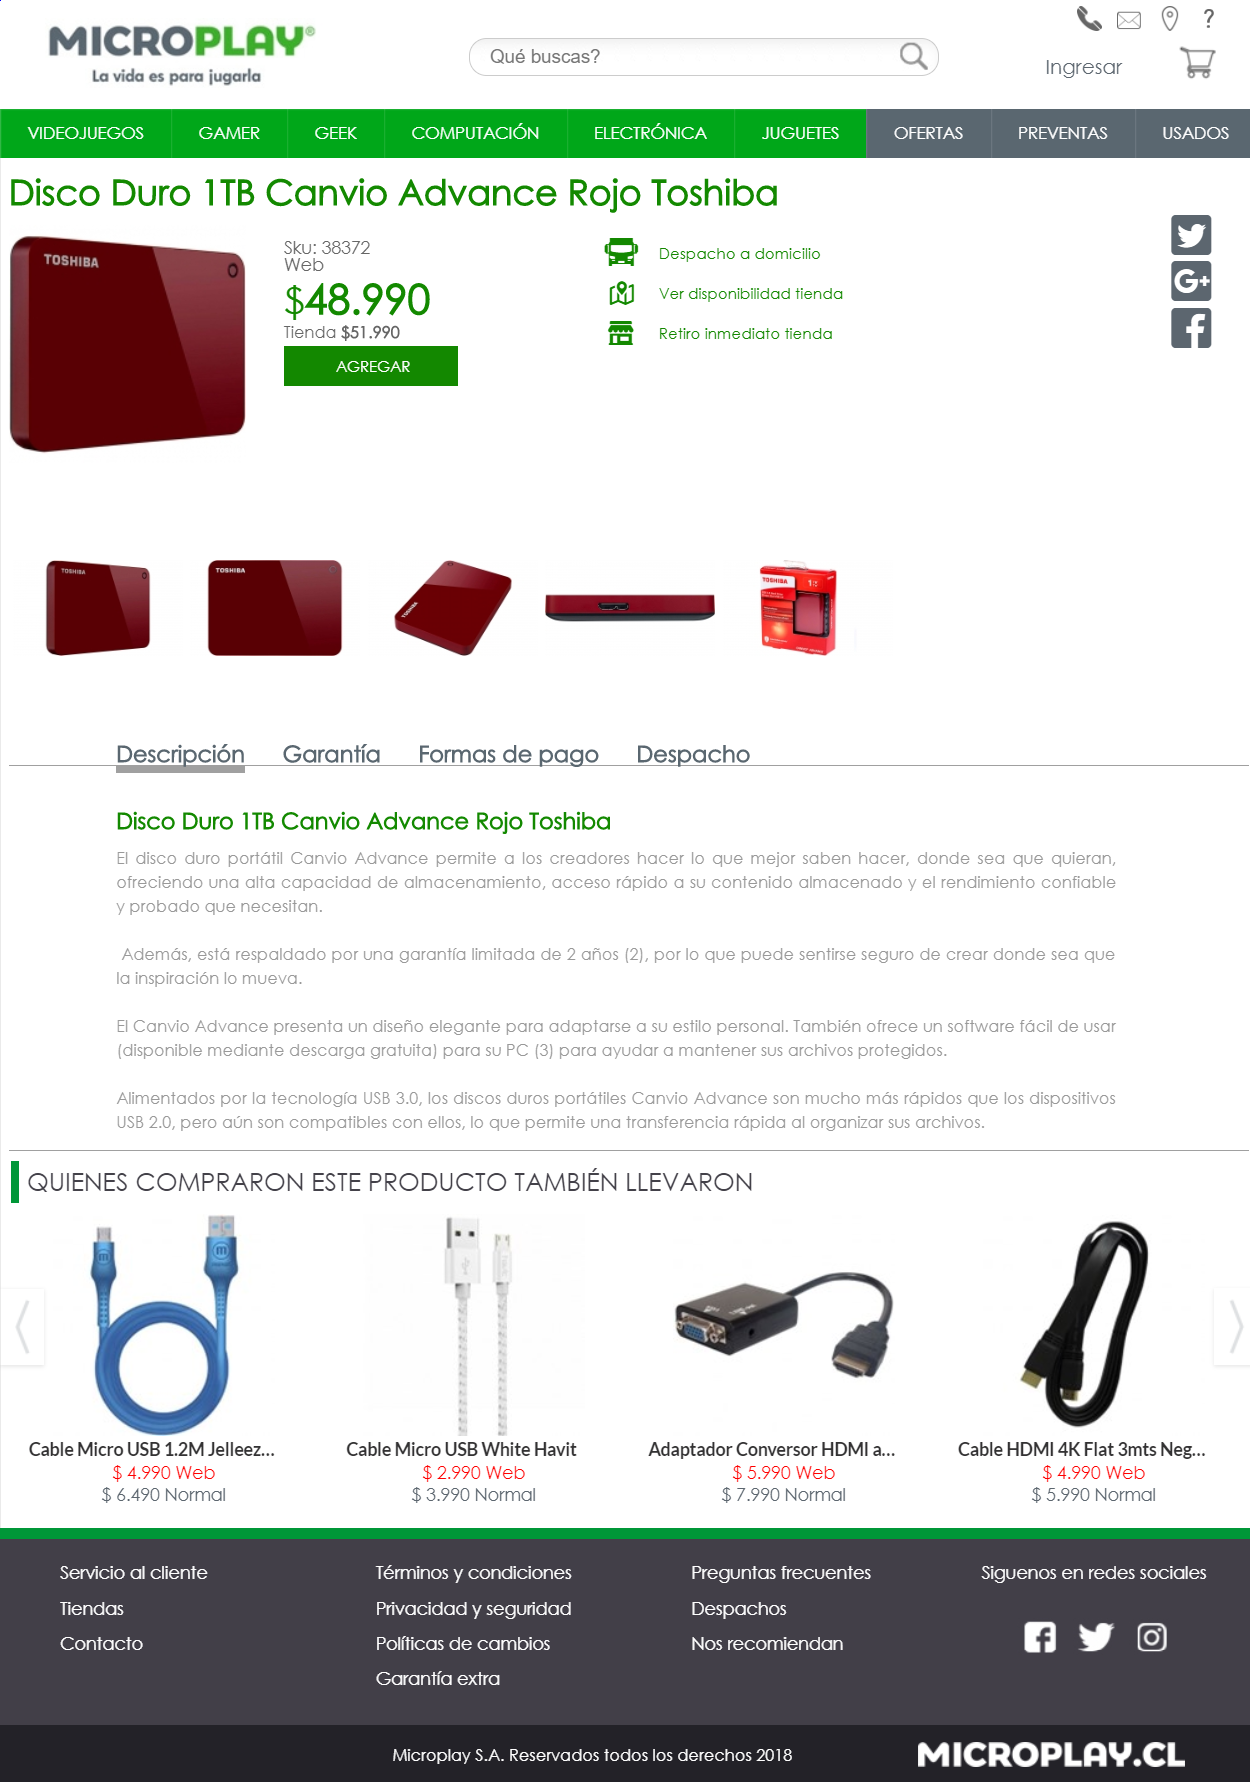 MICROPLAY®
La vida es para jugarla
Qué buscas?
?
Ingresar
VIDEOJUEGOS GAMER GEEK COMPUTACIÓN ELECTRÓNICA JUGUETES OFERTAS PREVENTAS USADOS
Disco Duro 1TB Canvio Advance Rojo Toshiba
TOSHIBA
Sku: 38372
Web
$48.990
Tienda $51.990
AGREGAR
Despacho a domicilio
Ver disponibilidad tienda
Retiro inmediato tienda
G+
TOSHIBA
TOSHIBA
TOSHIBA
TOSHIBA
Descripción Garantía Formas de pago Despacho
Disco Duro 1TB Canvio Advance Rojo Toshiba
El disco duro portátil Canvio Advance permite a los creadores hacer lo que mejor saben hacer, donde sea que quieran,
ofreciendo una alta capacidad de almacenamiento, acceso rápido a su contenido almacenado y el rendimiento confiable
y probado que necesitan.
Además, está respaldado por una garantía limitada de 2 años (2), por lo que puede sentirse seguro de crear donde sea que
la inspiración lo mueva.
El Canvio Advance presenta un diseño elegante para adaptarse a su estilo personal. También ofrece un software fácil de usar
(disponible mediante descarga gratuita) para su PC (3) para ayudar a mantener sus archivos protegidos.
Alimentados por la tecnología USB 3.0, los discos duros portátiles Canvio Advance son mucho más rápidos que los dispositivos
USB 2.0, pero aún son compatibles con ellos, lo que permite una transferencia rápida al organizar sus archivos.
QUIENES COMPRARON ESTE PRODUCTO TAMBIÉN LLEVARON
Cable Micro USB 1.2M Jelleez...
$ 4.990 Web
$ 6.490 Normal
Cable Micro USB White Havit
$ 2.990 Web
$ 3.990 Normal
Adaptador Conversor HDMI a...
$ 5.990 Web
$ 7.990 Normal
Cable HDMI 4K Flat 3mts Neg...
$ 4.990 Web
$ 5.990 Normal
Servicio al cliente
Tiendas
Contacto
Términos y condiciones
Privacidad y seguridad
Políticas de cambios
Garantía extra
Preguntas frecuentes
Despachos
Nos recomiendan
Siguenos en redes sociales
Microplay S.A. Reservados todos los derechos 2018
MICROPLAY.CL